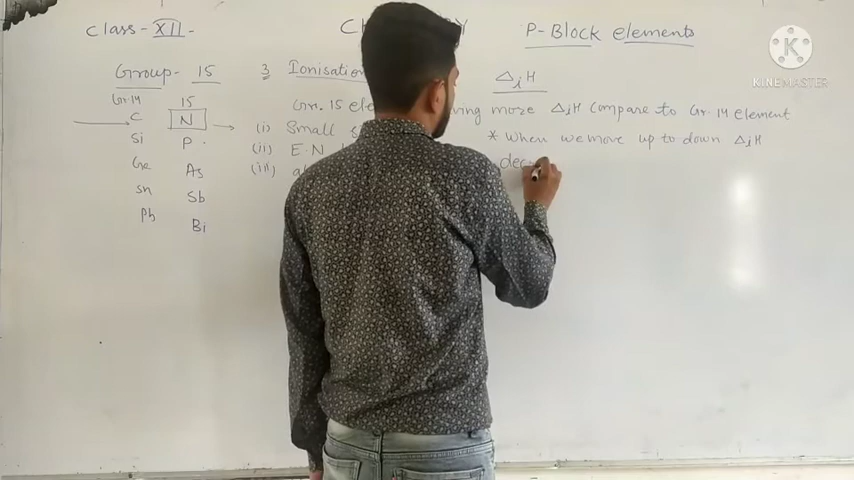 Class- XII - CH Y P-Block elements
Group- 15
3 Ionisation ΔiH
Gr. 14 15
C N
Si P
Ge As
Sn Sb
Pb Bi
Gr. 15 ele ing more ΔiH compare to Gr. 14 element
(i) Small
(ii) E.N
(iii)
* When we move up to down ΔiH
dec
KINEMASTER